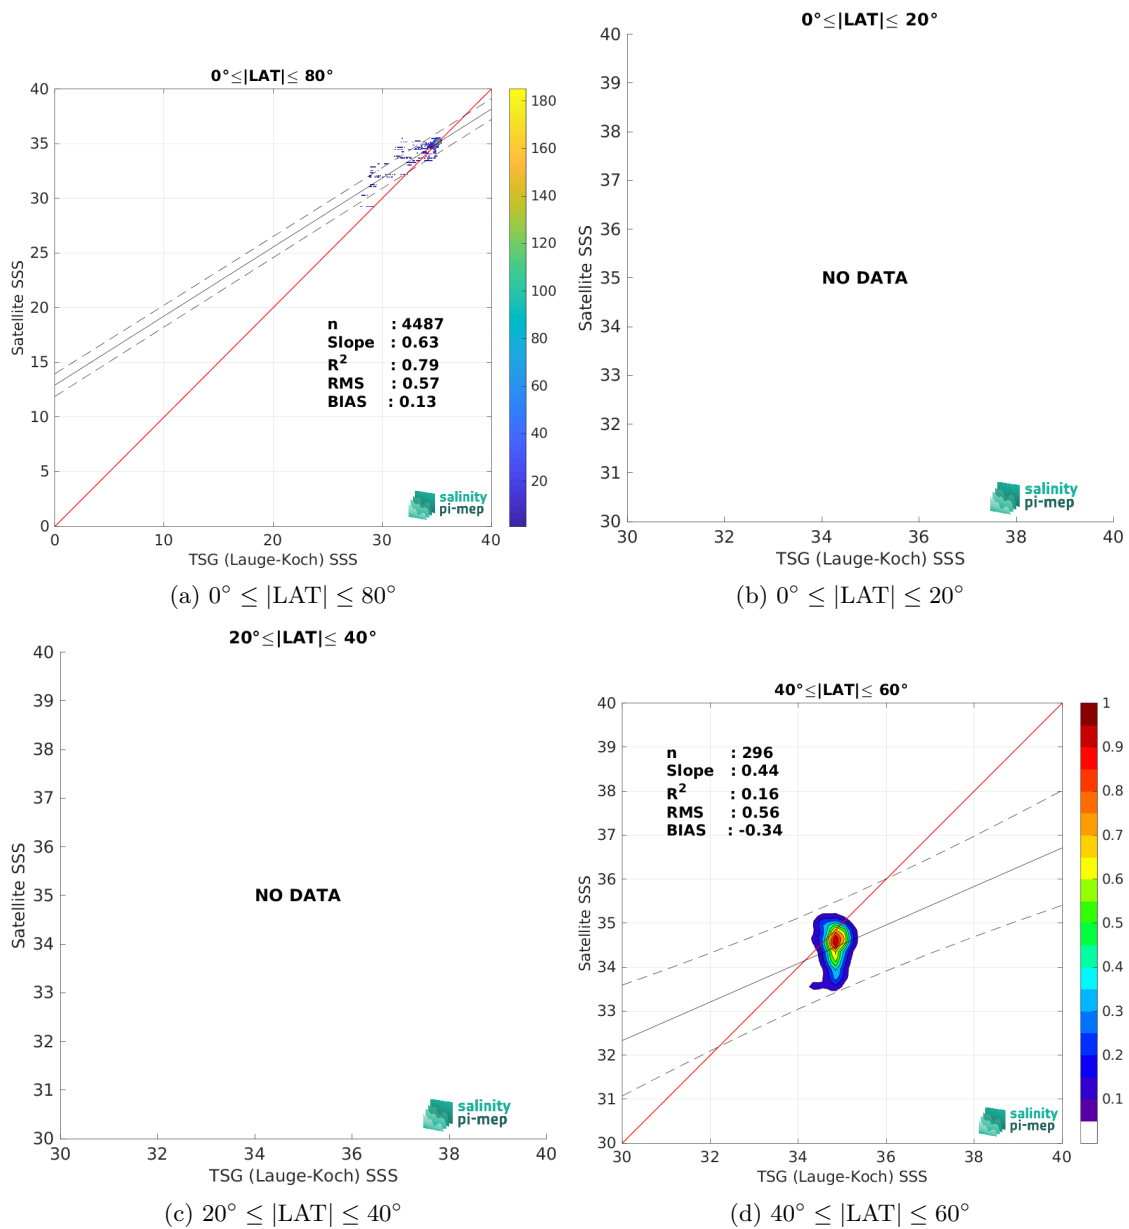 0°≤|LAT|≤ 80°
40
35
30
25
20
15
10
5
0
0
10
20
30
40
Satellite SSS
TSG (Lauge-Koch) SSS
n : 4487
Slope : 0.63
R² : 0.79
RMS : 0.57
BIAS : 0.13
salinity
pi-mep
180
160
140
120
100
80
60
40
20
(a) 0° ≤ |LAT| ≤ 80°
0°≤|LAT|≤ 20°
40
39
38
37
36
35
34
33
32
31
30
30
32
34
36
38
40
Satellite SSS
TSG (Lauge-Koch) SSS
NO DATA
salinity
pi-mep
(b) 0° ≤ |LAT| ≤ 20°
20°≤|LAT|≤ 40°
40
39
38
37
36
35
34
33
32
31
30
30
32
34
36
38
40
Satellite SSS
TSG (Lauge-Koch) SSS
NO DATA
salinity
pi-mep
(c) 20° ≤ |LAT| ≤ 40°
40°≤|LAT|≤ 60°
40
39
38
37
36
35
34
33
32
31
30
30
32
34
36
38
40
Satellite SSS
TSG (Lauge-Koch) SSS
n : 296
Slope : 0.44
R² : 0.16
RMS : 0.56
BIAS : -0.34
salinity
pi-mep
1
0.9
0.8
0.7
0.6
0.5
0.4
0.3
0.2
0.1
(d) 40° ≤ |LAT| ≤ 60°